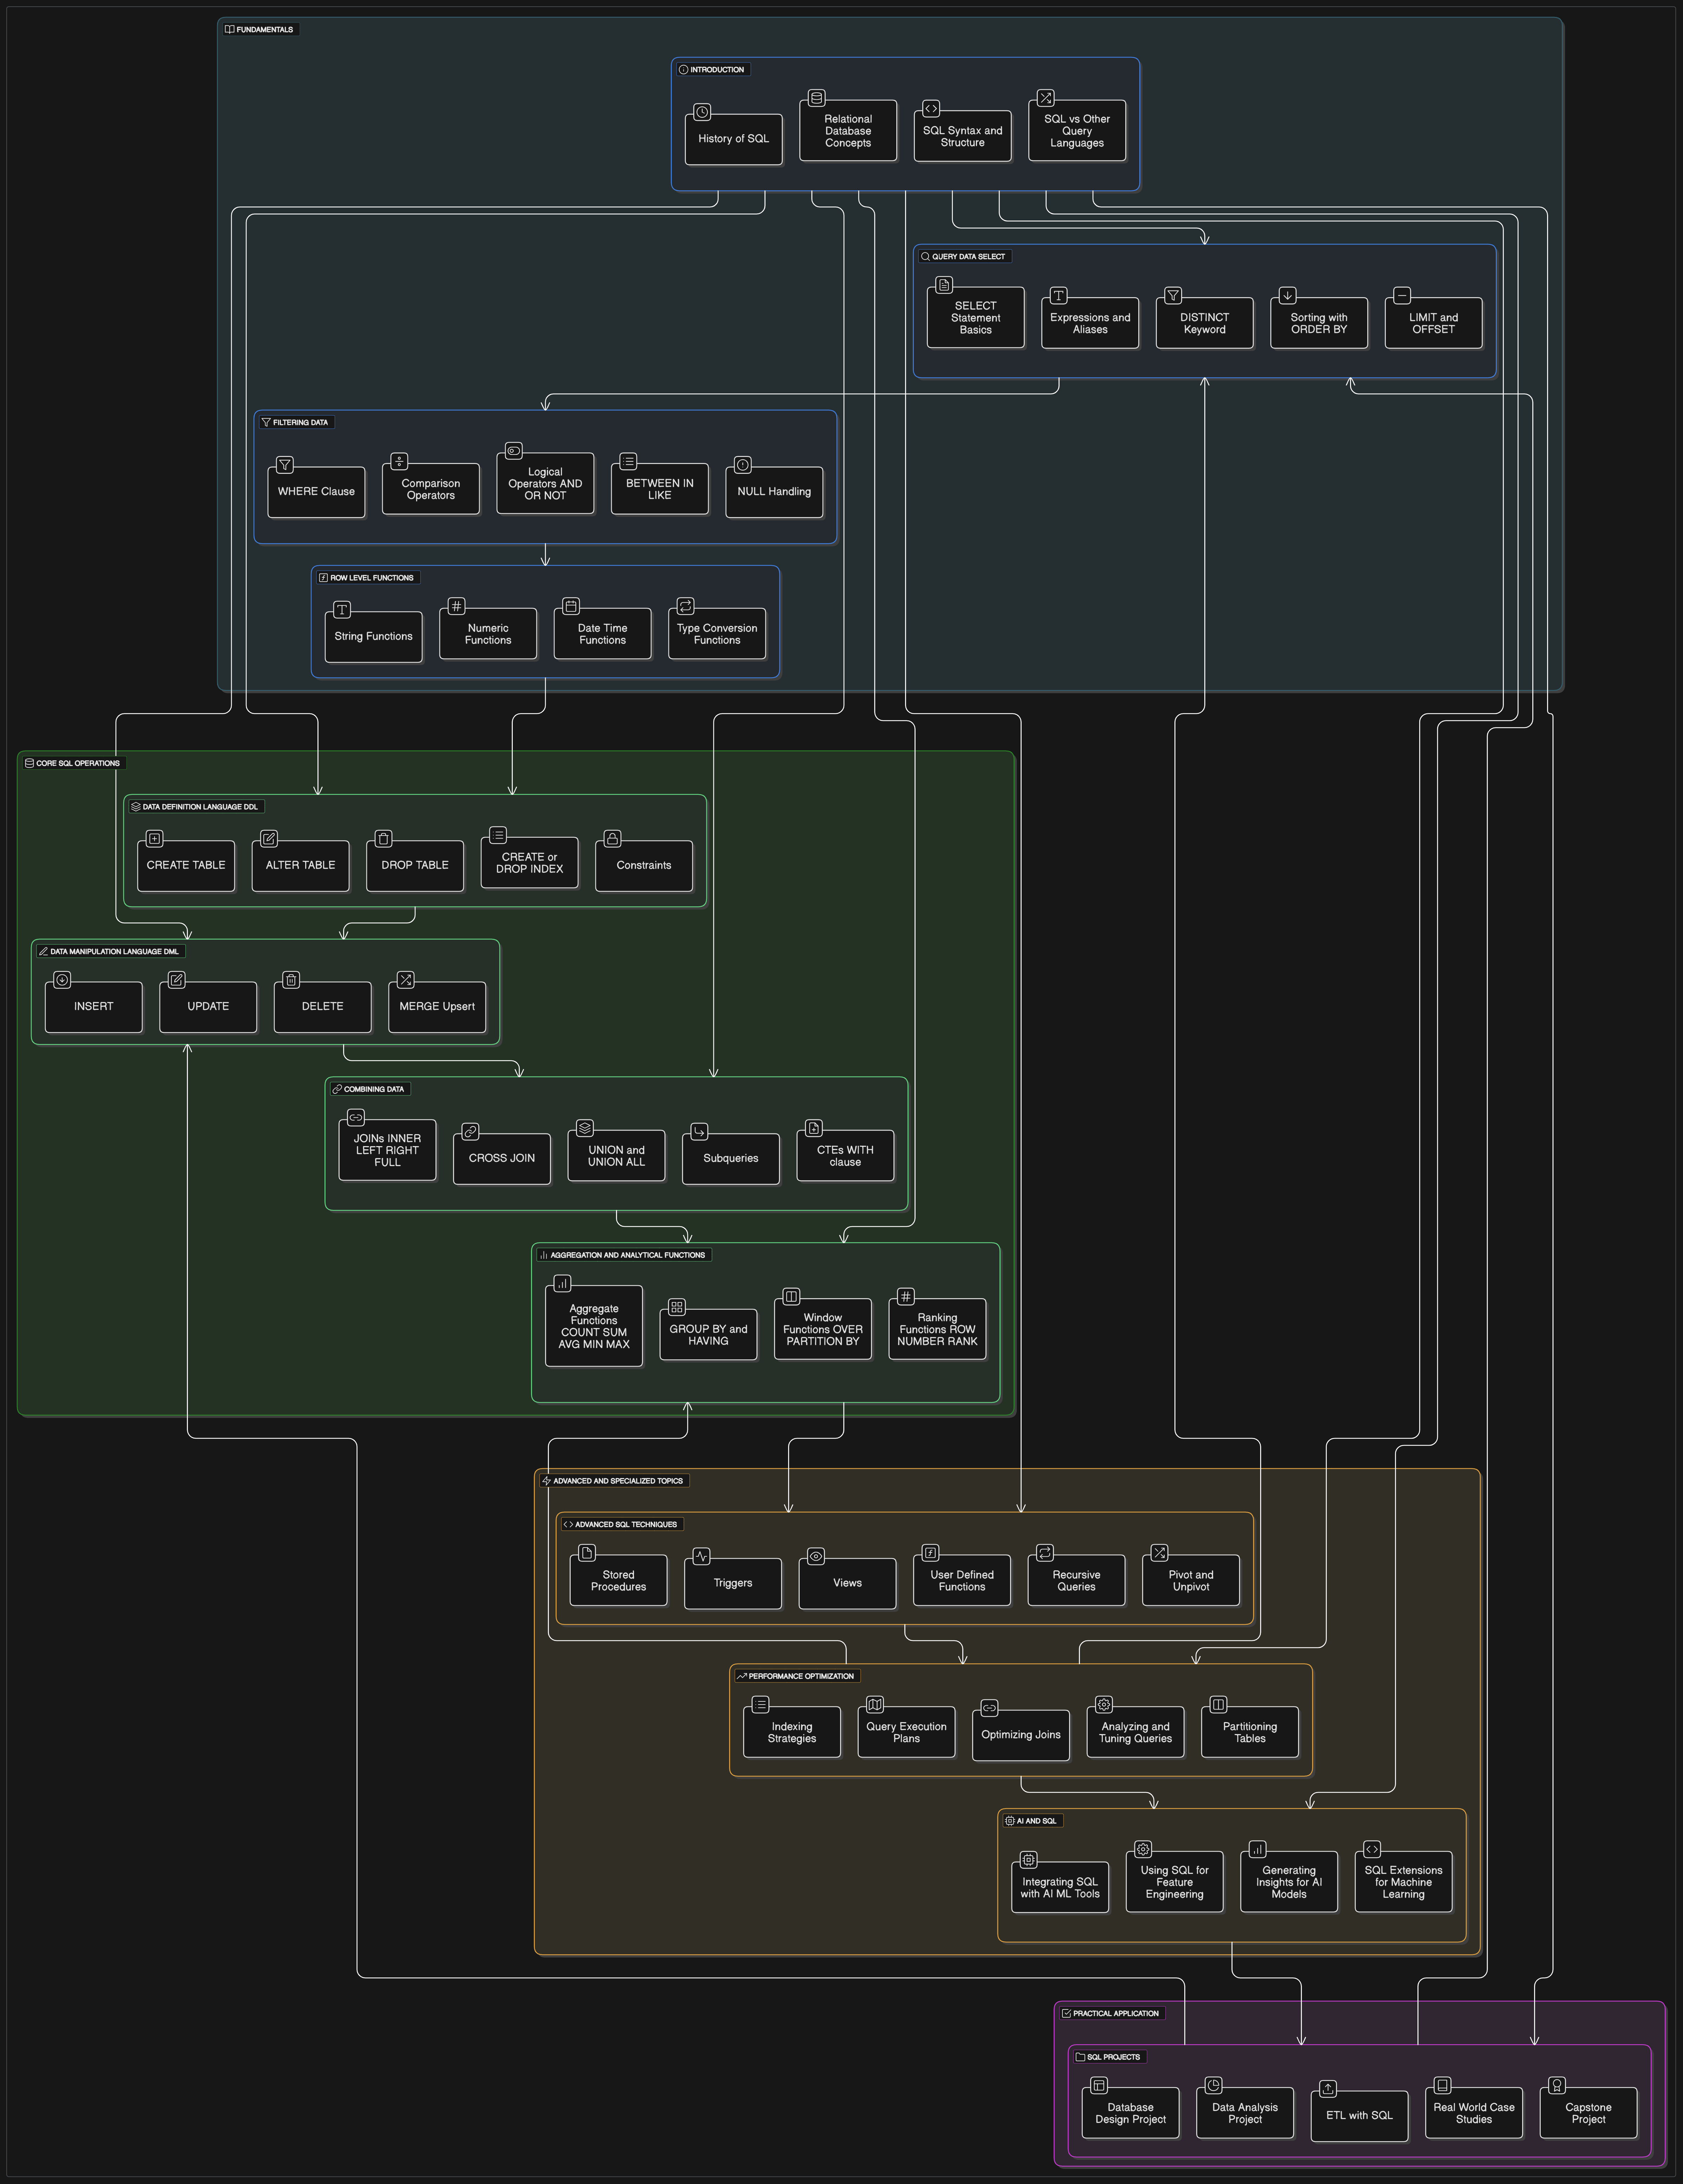 FUNDAMENTALS
INTRODUCTION
History of SQL
Relational
Database
Concepts
SQL Syntax and
Structure
SQL vs Other
Query
Languages
QUERY DATA SELECT
SELECT
Statement
Basics
Expressions and
Aliases
DISTINCT
Keyword
Sorting with
ORDER BY
LIMIT and
OFFSET
FILTERING DATA
WHERE Clause
Comparison
Operators
Logical
Operators AND
OR NOT
BETWEEN IN
LIKE
NULL Handling
ROW LEVEL FUNCTIONS
String Functions
Numeric
Functions
Date Time
Functions
Type Conversion
Functions
CORE SQL OPERATIONS
DATA DEFINITION LANGUAGE DDL
CREATE TABLE
ALTER TABLE
DROP TABLE
CREATE or
DROP INDEX
Constraints
DATA MANIPULATION LANGUAGE DML
INSERT
UPDATE
DELETE
MERGE Upsert
COMBINING DATA
JOINs INNER
LEFT RIGHT
FULL
CROSS JOIN
UNION and
UNION ALL
Subqueries
CTEs WITH
clause
AGGREGATION AND ANALYTICAL FUNCTIONS
Aggregate
Functions
COUNT SUM
AVG MIN MAX
GROUP BY and
HAVING
Window
Functions OVER
PARTITION BY
Ranking
Functions ROW
NUMBER RANK
ADVANCED AND SPECIALIZED TOPICS
ADVANCED SQL TECHNIQUES
Stored
Procedures
Triggers
Views
User Defined
Functions
Recursive
Queries
Pivot and
Unpivot
PERFORMANCE OPTIMIZATION
Indexing
Strategies
Query Execution
Plans
Optimizing Joins
Analyzing and
Tuning Queries
Partitioning
Tables
AI AND SQL
Integrating SQL
with AI ML Tools
Using SQL for
Feature
Engineering
Generating
Insights for AI
Models
SQL Extensions
for Machine
Learning
PRACTICAL APPLICATION
SQL PROJECTS
Database
Design Project
Data Analysis
Project
ETL with SQL
Real World Case
Studies
Capstone
Project